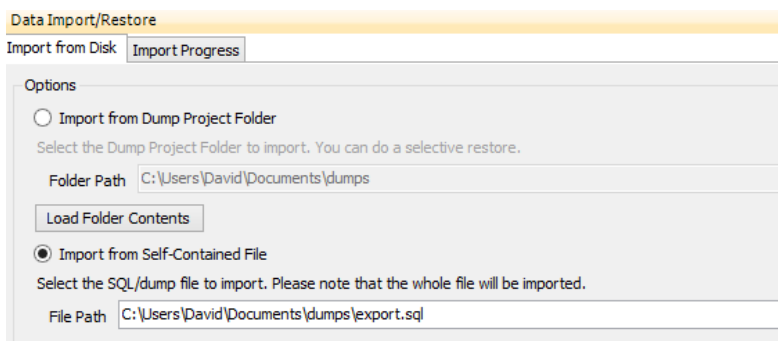 Data Import/Restore
Import from Disk Import Progress
Options
Import from Dump Project Folder
Select the Dump Project Folder to import. You can do a selective restore.
Folder Path C:\Users\David\Documents\dumps
Load Folder Contents
Import from Self-Contained File
Select the SQL/dump file to import. Please note that the whole file will be imported.
File Path C:\Users\David\Documents\dumps\export.sql